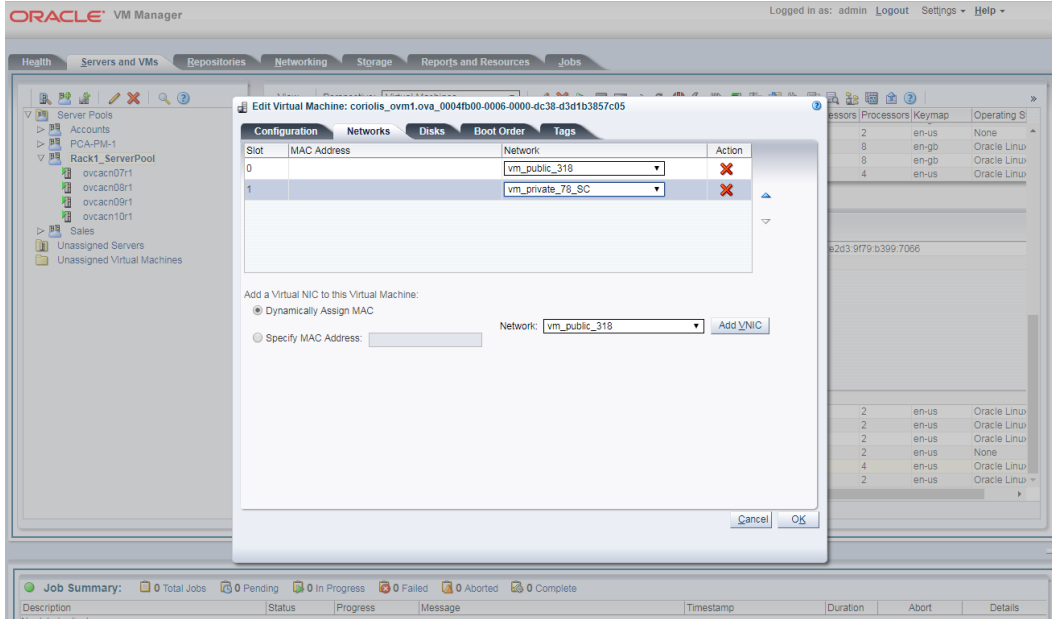 ORACLE VM Manager
Logged in as: admin Logout Settings Help
Health Servers and VMs Repositories Networking Storage Reports and Resources Jobs
Server Pools
Accounts
PCA-PM-1
Rack1_ServerPool
ovcacn07r1
ovcacn08r1
ovcacn09r1
ovcacn10r1
Sales
Unassigned Servers
Unassigned Virtual Machines
Edit Virtual Machine: coriolis_ovm1.ova_0004fb00-0006-0000-dc38-d3d1b3857c05
Configuration Networks Disks Boot Order Tags
Slot MAC Address Network Action
0 vm_public_318
1 vm_private_78_SC
Add a Virtual NIC to this Virtual Machine:
Dynamically Assign MAC
Specify MAC Address:
Network: vm_public_318 Add VNIC
Cancel OK
»
essors Processors Keymap Operating S
2 en-us None
8 en-gb Oracle Linux
8 en-gb Oracle Linux
4 en-us Oracle Linux
e2d3:9f79:b399:7066
2 en-us Oracle Linux
2 en-us Oracle Linux
2 en-us Oracle Linux
2 en-us None
4 en-us Oracle Linux
2 en-us Oracle Linux
Job Summary: 0 Total Jobs 0 Pending 0 In Progress 0 Failed 0 Aborted 0 Complete
Description Status Progress Message Timestamp Duration Abort Details